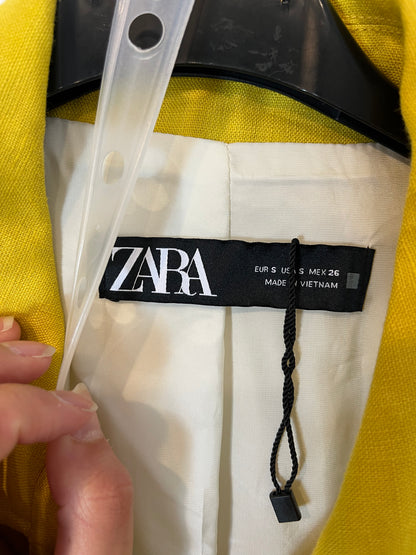 ZARA
EUR S USA S MEX 26
MADE IN VIETNAM